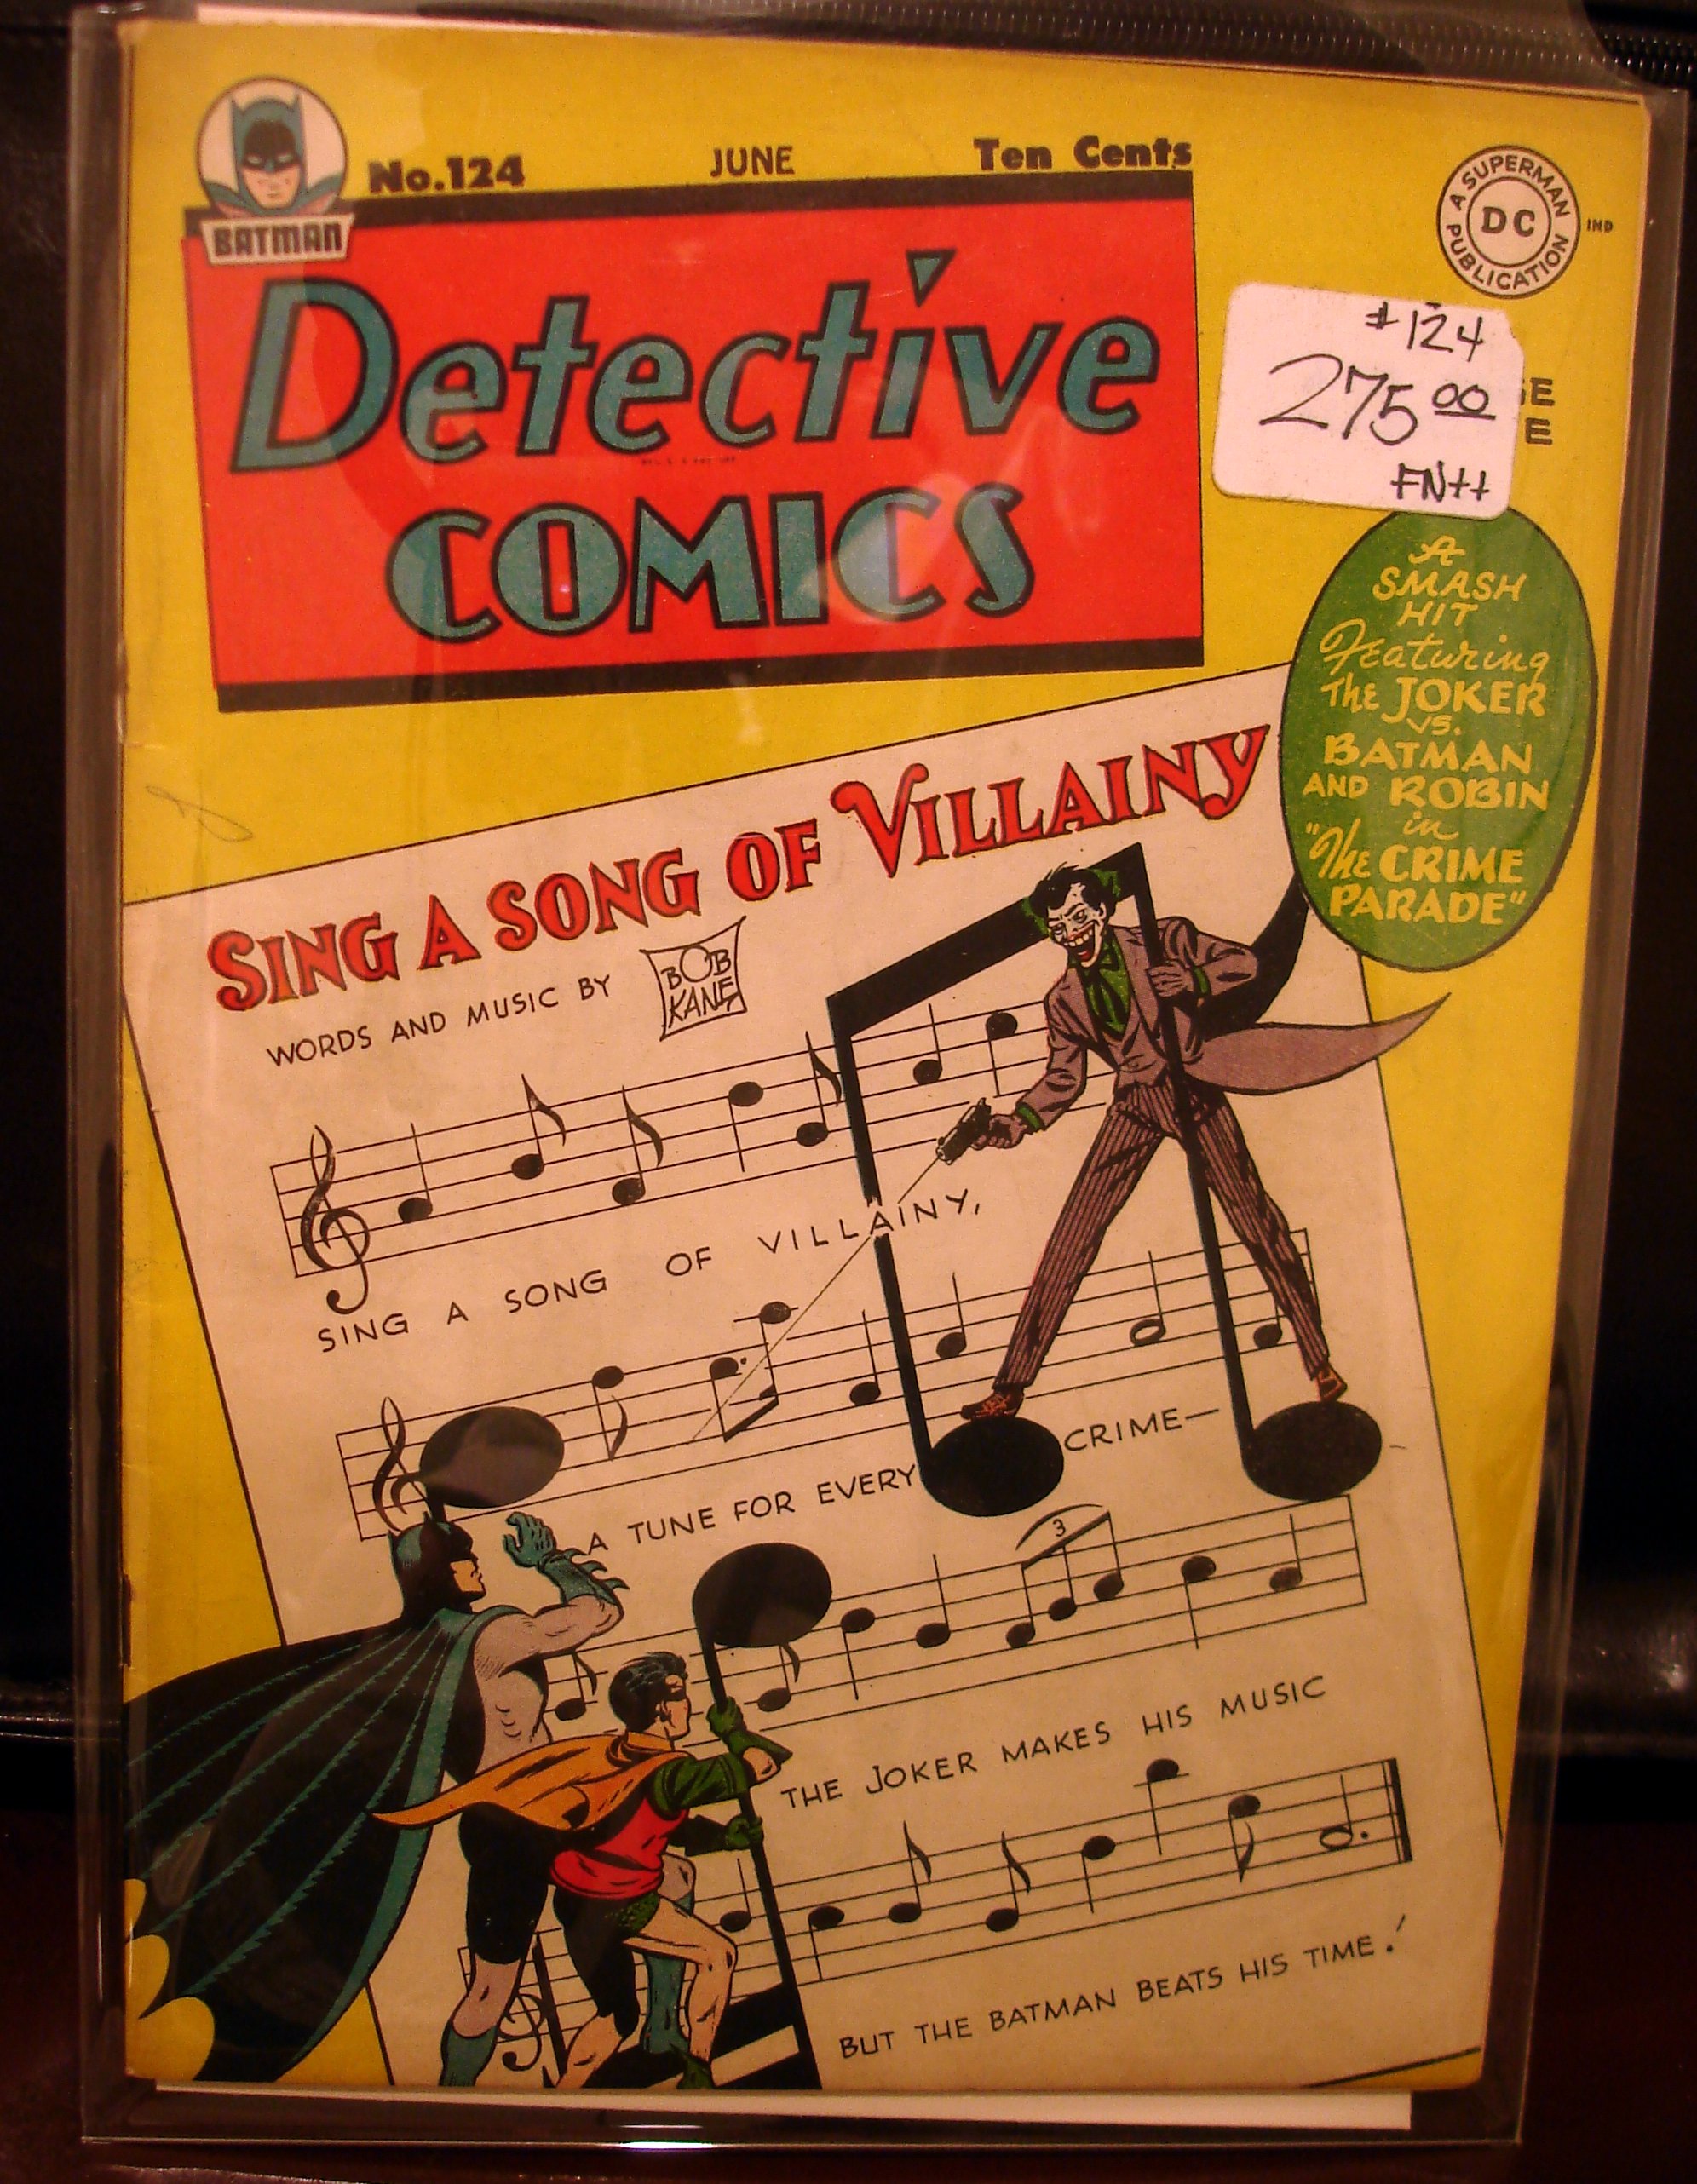 No.124 JUNE Ten Cents
BATMAN
A SUPERMAN PUBLICATION
DC
IND
Detective
COMICS
#124
275 00
FN++
GE
E
A
SMASH
HIT
Featuring
The JOKER
VS.
BATMAN
AND ROBIN
in
"The CRIME
PARADE"
SING A SONG OF VILLAINY
WORDS AND MUSIC BY BOB KANE
SING A SONG OF VILLAINY,
A TUNE FOR EVERY CRIME—
3
THE JOKER MAKES HIS MUSIC
BUT THE BATMAN BEATS HIS TIME!